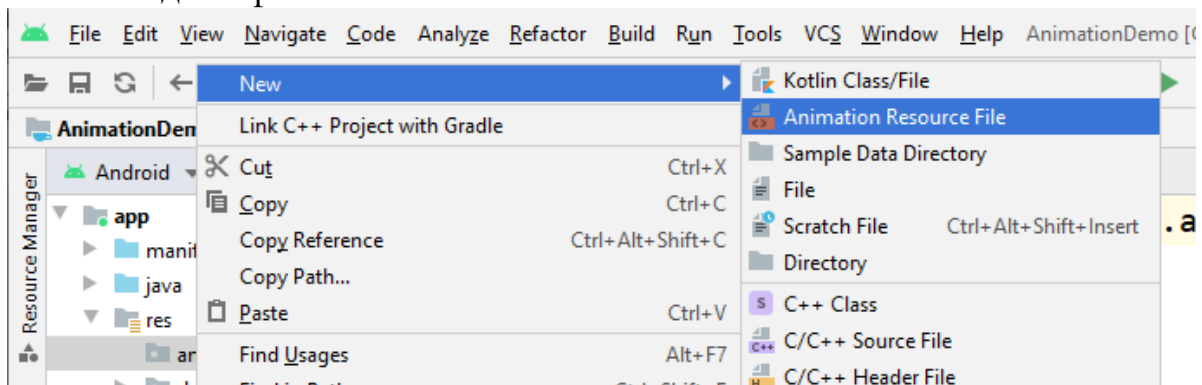 File Edit View Navigate Code Analyze Refactor Build Run Tools VCS Window Help AnimationDemo [
New
Kotlin Class/File
AnimationDem
Link C++ Project with Gradle
Animation Resource File
Android
Cut Ctrl+X
Sample Data Directory
app
Copy Ctrl+C
File
manif
Copy Reference Ctrl+Alt+Shift+C
Scratch File Ctrl+Alt+Shift+Insert
.a
java
Copy Path...
Directory
res
Paste Ctrl+V
C++ Class
an
Find Usages Alt+F7
C/C++ Source File
C/C++ Header File
Resource Manager